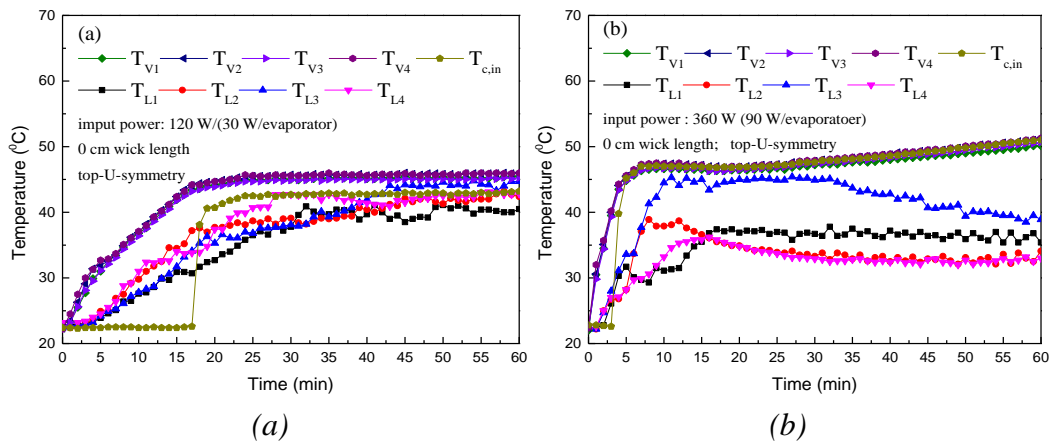 (a)
T_V1 T_V2 T_V3 T_V4 T_c,in
T_L1 T_L2 T_L3 T_L4
imput power: 120 W/(30 W/evaporator)
0 cm wick length
top-U-symmetry
Temperature (⁰C)
70
60
50
40
30
20
0 5 10 15 20 25 30 35 40 45 50 55 60
Time (min)
(a)
(b)
T_V1 T_V2 T_V3 T_V4 T_c,in
T_L1 T_L2 T_L3 T_L4
input power : 360 W (90 W/evaporatoer)
0 cm wick length; top-U-symmetry
Temperature (⁰C)
70
60
50
40
30
20
0 5 10 15 20 25 30 35 40 45 50 55 60
Time (min)
(b)